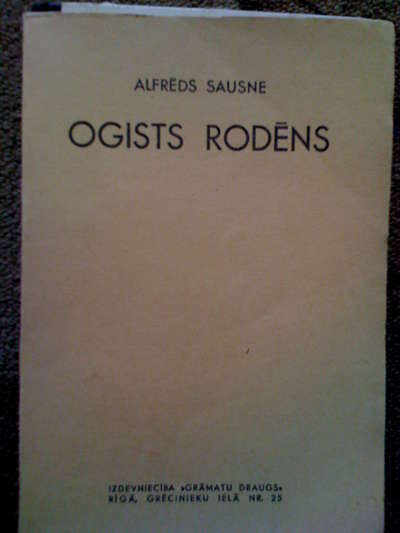 ALFRĒDS SAUSNE
OGISTS RODĒNS
IZDEVNIECĪBA »GRĀMATU DRAUGS«
RĪGĀ, GRĒCINIEKU IELĀ NR. 25